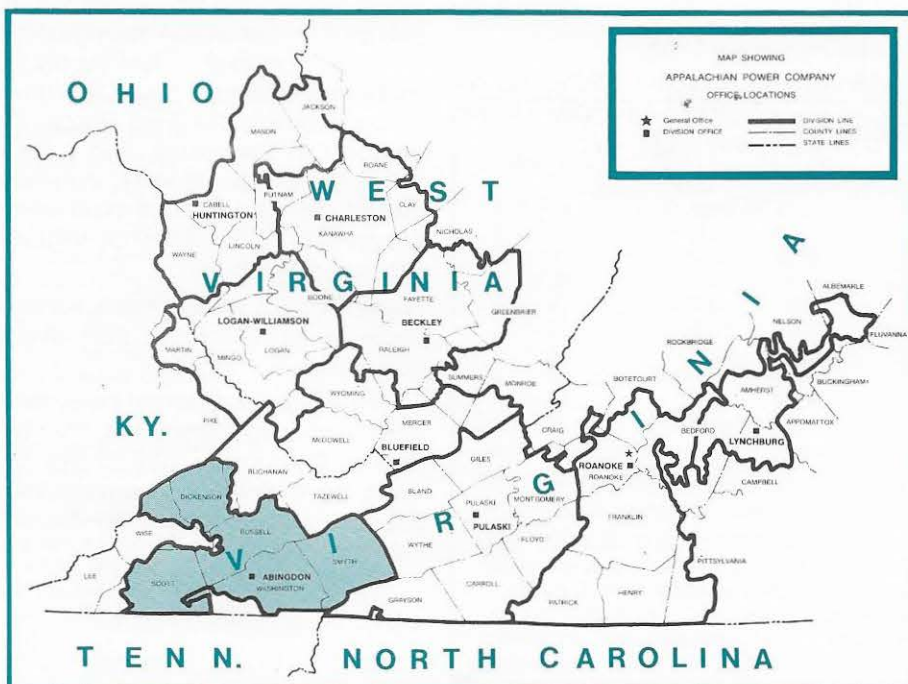 MAP SHOWING
APPALACHIAN POWER COMPANY
OFFICE LOCATIONS
★ General Office
■ DIVISION OFFICE
DIVISION LINE
COUNTY LINES
STATE LINES
OHIO
JACKSON
MASON
ROANE
WEST
PUTNAM
CABELL
HUNTINGTON
CLAY
CHARLESTON
KANAWHA
NICHOLAS
WAYNE
LINCOLN
VIRGINIA
BOONE
FAYETTE
GREENBRIER
LOGAN-WILLIAMSON
BECKLEY
MARTIN
MINGO
LOGAN
RALEIGH
SUMMERS
MONROE
WYOMING
KY.
PIKE
MERCER
McDOWELL
BLUEFIELD
BUCHANAN
TAZEWELL
ALBEMARLE
NELSON
FLUVANNA
ROCKBRIDGE
BUCKINGHAM
AMHERST
BOTETOURT
APPOMATTOX
CRAIG
BEDFORD
LYNCHBURG
ROANOKE
ROANOKE
CAMPBELL
GILES
BLAND
PULASKI
MONTGOMERY
PULASKI
FRANKLIN
FLOYD
WYTHE
DICKENSON
RUSSELL
WISE
SMYTH
PITTSYLVANIA
LEE
SCOTT
ABINGDON
WASHINGTON
CARROLL
GRAYSON
PATRICK
HENRY
VIRGINIA
TENN. NORTH CAROLINA